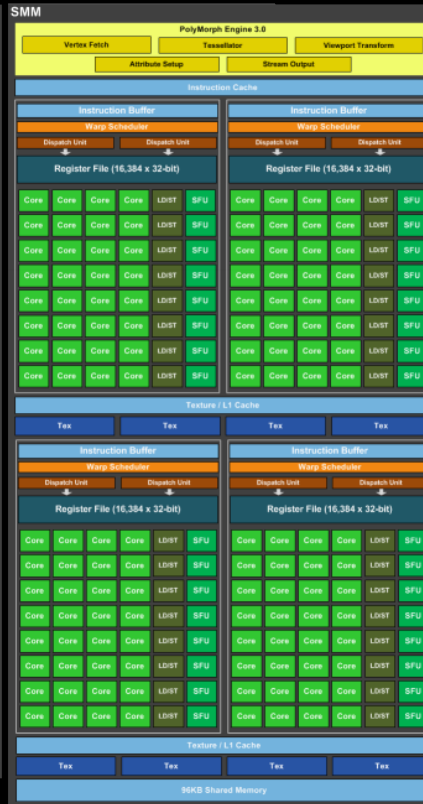 SMM
PolyMorph Engine 3.0
Vertex Fetch Tessellator Viewport Transform
Attribute Setup Stream Output
Instruction Cache
Instruction Buffer Instruction Buffer
Warp Scheduler Warp Scheduler
Dispatch Unit Dispatch Unit Dispatch Unit Dispatch Unit
Register File (16,384 x 32-bit) Register File (16,384 x 32-bit)
Core Core Core Core LD/ST SFU Core Core Core Core LD/ST SFU
Core Core Core Core LD/ST SFU Core Core Core Core LD/ST SFU
Core Core Core Core LD/ST SFU Core Core Core Core LD/ST SFU
Core Core Core Core LD/ST SFU Core Core Core Core LD/ST SFU
Core Core Core Core LD/ST SFU Core Core Core Core LD/ST SFU
Core Core Core Core LD/ST SFU Core Core Core Core LD/ST SFU
Core Core Core Core LD/ST SFU Core Core Core Core LD/ST SFU
Core Core Core Core LD/ST SFU Core Core Core Core LD/ST SFU
Texture / L1 Cache
Tex Tex Tex Tex
Instruction Buffer Instruction Buffer
Warp Scheduler Warp Scheduler
Dispatch Unit Dispatch Unit Dispatch Unit Dispatch Unit
Register File (16,384 x 32-bit) Register File (16,384 x 32-bit)
Core Core Core Core LD/ST SFU Core Core Core Core LD/ST SFU
Core Core Core Core LD/ST SFU Core Core Core Core LD/ST SFU
Core Core Core Core LD/ST SFU Core Core Core Core LD/ST SFU
Core Core Core Core LD/ST SFU Core Core Core Core LD/ST SFU
Core Core Core Core LD/ST SFU Core Core Core Core LD/ST SFU
Core Core Core Core LD/ST SFU Core Core Core Core LD/ST SFU
Core Core Core Core LD/ST SFU Core Core Core Core LD/ST SFU
Core Core Core Core LD/ST SFU Core Core Core Core LD/ST SFU
Texture / L1 Cache
Tex Tex Tex Tex
96KB Shared Memory